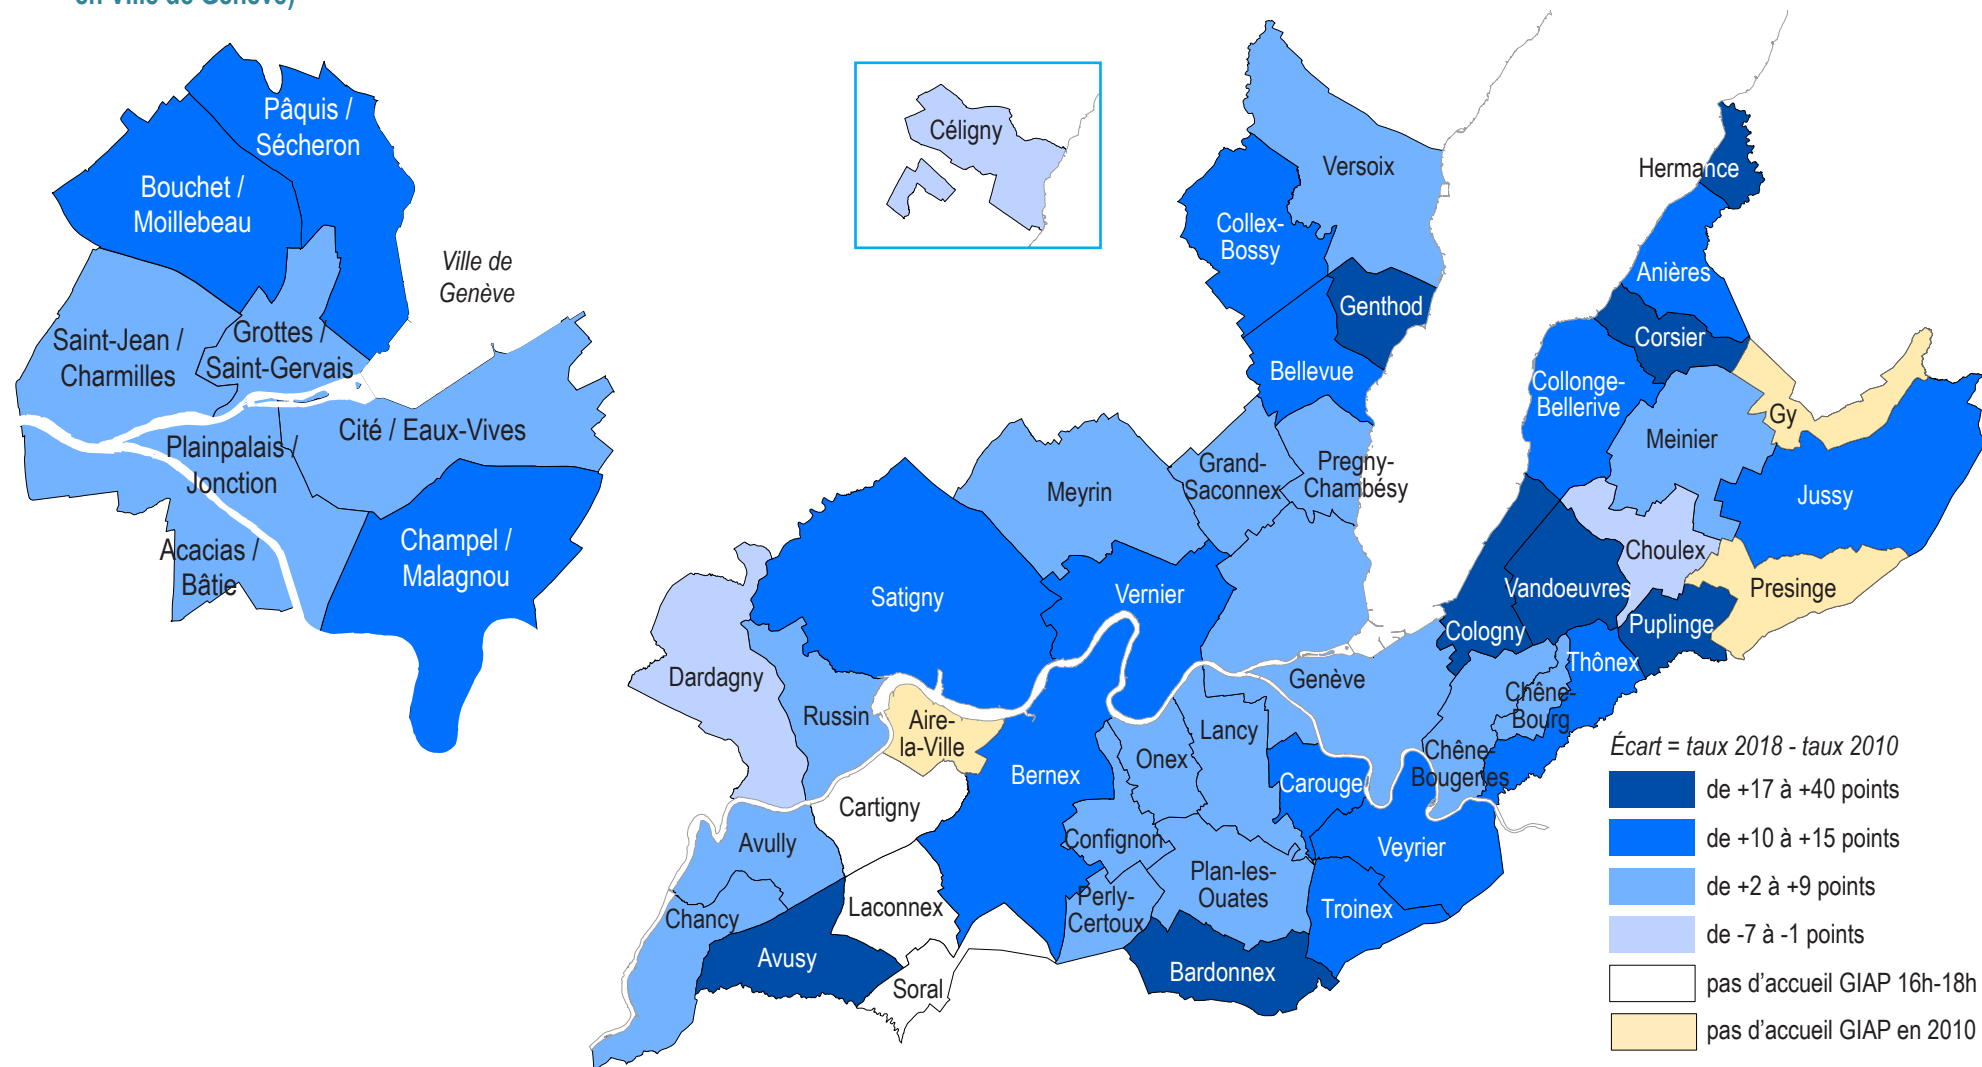 en Ville de Genève)
Pâquis /
Sécheron
Bouchet /
Moillebeau
Ville de
Genève
Saint-Jean /
Charmilles
Grottes /
Saint-Gervais
Cité / Eaux-Vives
Plainpalais /
Jonction
Acacias /
Bâtie
Champel /
Malagnou
Céligny
Versoix
Hermance
Collex-
Bossy
Anières
Genthod
Corsier
Bellevue
Collonge-
Bellerive
Gy
Meinier
Grand-
Saconnex
Pregny-
Chambésy
Meyrin
Jussy
Choulex
Vandoeuvres
Presinge
Satigny
Vernier
Cologny
Puplinge
Thônex
Dardagny
Genève
Chêne-
Bourg
Russin
Aire-
la-Ville
Lancy
Onex
Chêne-
Bougeries
Bernex
Carouge
Cartigny
Confignon
Veyrier
Avully
Plan-les-
Ouates
Perly-
Certoux
Laconnex
Troinex
Chancy
Avusy
Bardonnex
Soral
Écart = taux 2018 - taux 2010
de +17 à +40 points
de +10 à +15 points
de +2 à +9 points
de -7 à -1 points
pas d’accueil GIAP 16h-18h
pas d’accueil GIAP en 2010